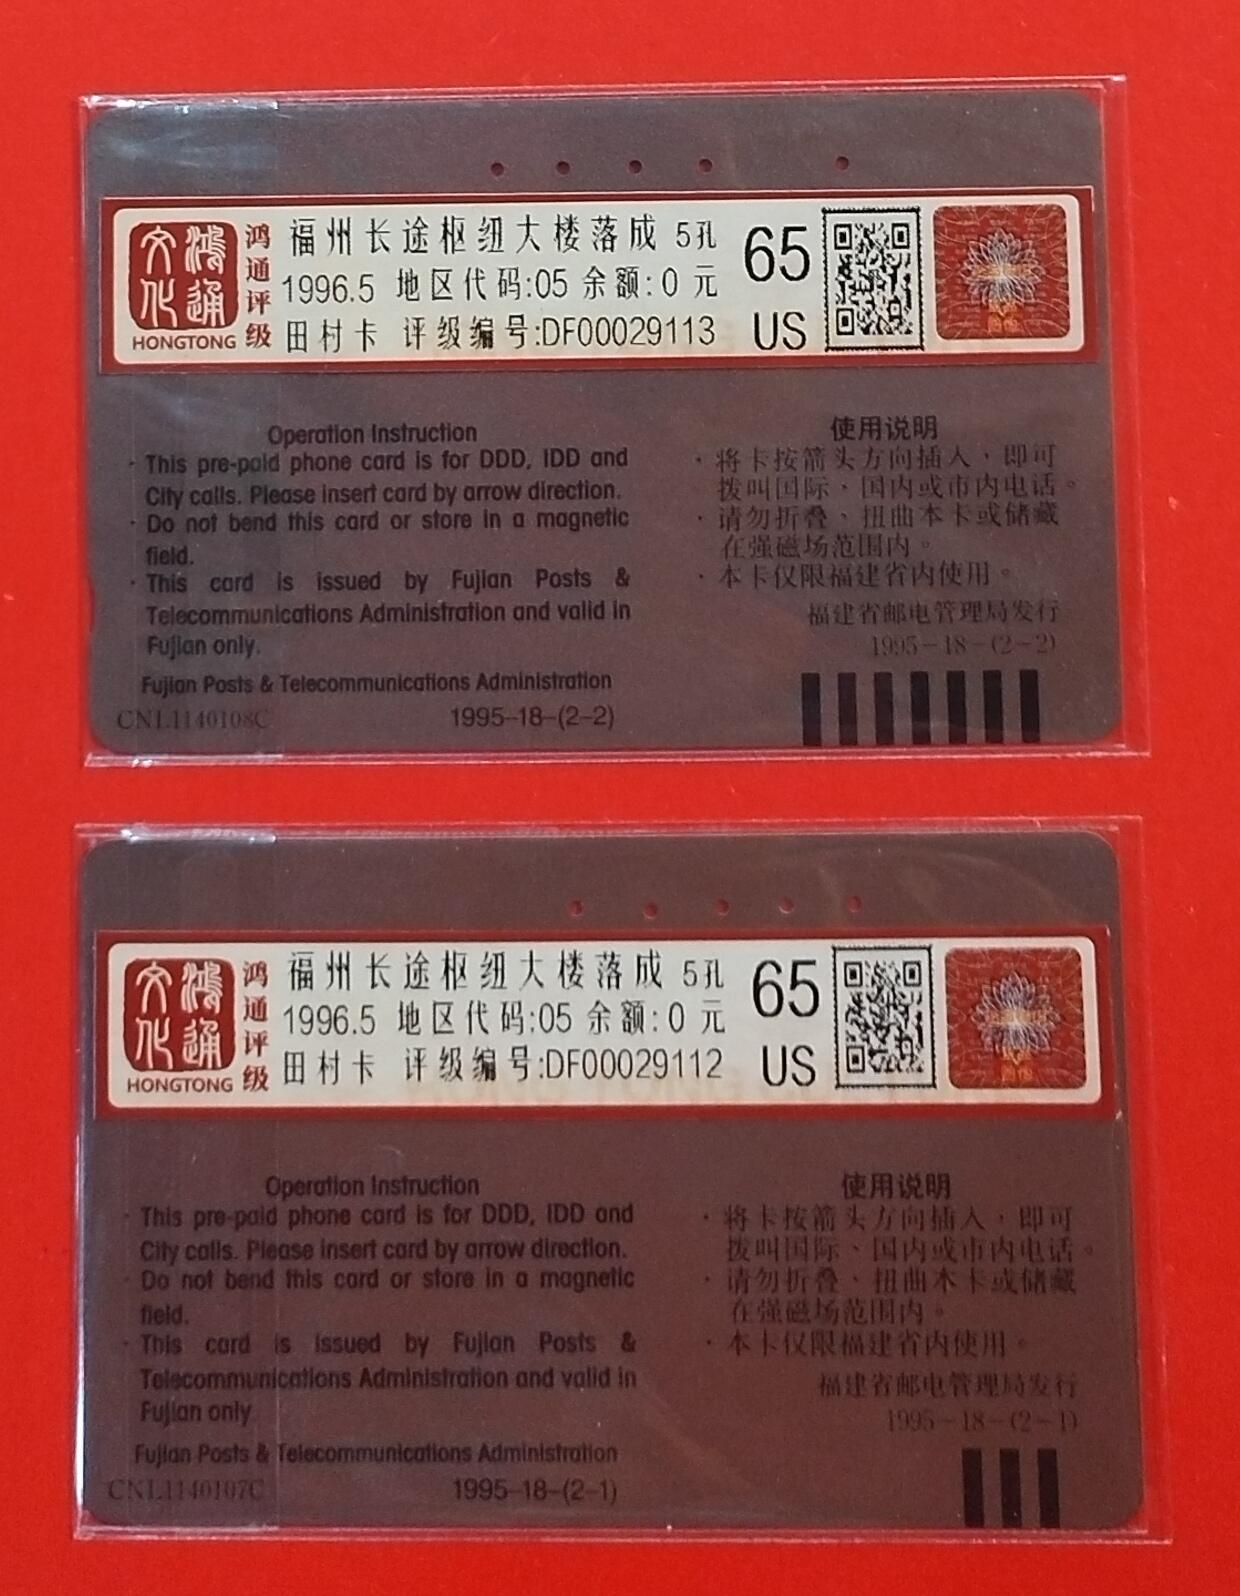 鸿通文化
HONGTONG
鸿通评级
福州长途枢纽大楼落成 5孔
1996.5 地区代码:05 余额:0 元
田村卡 评级编号:DF00029113
65
US
Operation Instruction
· This pre-paid phone card is for DDD, IDD and
City calls. Please insert card by arrow direction.
· Do not bend this card or store in a magnetic
field.
· This card is issued by Fujian Posts &
Telecommunications Administration and valid in
Fujian only.
Fujian Posts & Telecommunications Administration
CNL1140108C
1995-18-(2-2)
使用说明
· 将卡按箭头方向插入，即可
拨叫国际、国内或市内电话。
· 请勿折叠、扭曲本卡或储藏
在强磁场范围内。
· 本卡仅限福建省内使用。
福建省邮电管理局发行
1995-18-(2-2)
鸿通文化
HONGTONG
鸿通评级
福州长途枢纽大楼落成 5孔
1996.5 地区代码:05 余额:0 元
田村卡 评级编号:DF00029112
65
US
Operation Instruction
· This pre-paid phone card is for DDD, IDD and
City calls. Please insert card by arrow direction.
· Do not bend this card or store in a magnetic
field.
· This card is issued by Fujian Posts &
Telecommunications Administration and valid in
Fujian only
Fujian Posts & Telecommunications Administration
CNL1140107C
1995-18-(2-1)
使用说明
· 将卡按箭头方向插入，即可
拨叫国际、国内或市内电话。
· 请勿折叠、扭曲本卡或储藏
在强磁场范围内。
· 本卡仅限福建省内使用。
福建省邮电管理局发行
1995-18-(2-1)